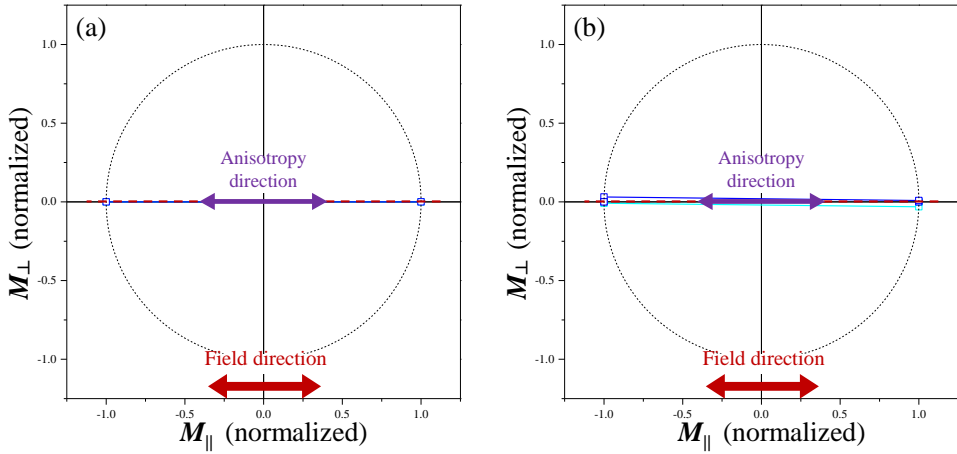 (a)
1.0
0.5
0.0
-0.5
-1.0
M⊥ (normalized)
Anisotropy
direction
Field direction
-1.0 -0.5 0.0 0.5 1.0
M|| (normalized)
(b)
1.0
0.5
0.0
-0.5
-1.0
M⊥ (normalized)
Anisotropy
direction
Field direction
-1.0 -0.5 0.0 0.5 1.0
M|| (normalized)